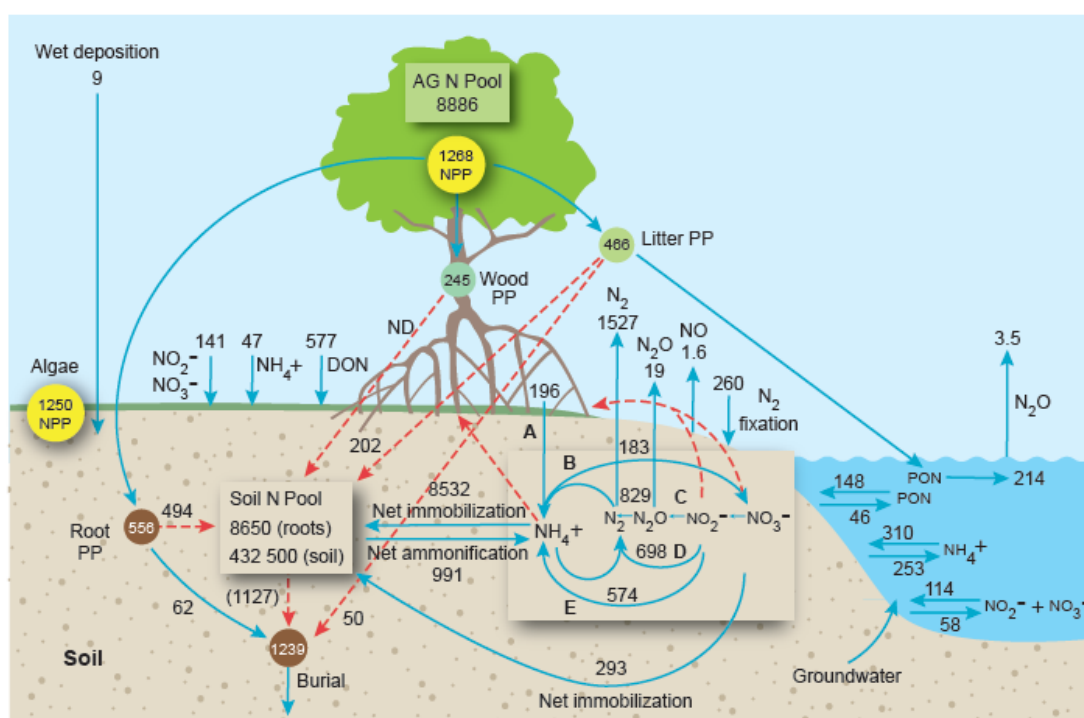 Wet deposition
9
AG N Pool
8886
1268
NPP
466
Litter PP
245
Wood
PP
N2
1527
N2O
19
NO
1.6
3.5
N2O
ND
141
NO2−
NO3−
47
NH4+
577
DON
Algae
1250
NPP
196
260
N2
fixation
A
B
183
202
Soil N Pool
8650 (roots)
432 500 (soil)
8532
Net immobilization
Net ammonification
991
NH4+
829
C
N2
N2O
NO2−
NO3−
698
D
574
E
PON
214
148
PON
46
310
NH4+
253
114
NO2− + NO3−
58
Root
PP
556
494
62
(1127)
50
1239
Burial
Soil
293
Net immobilization
Groundwater